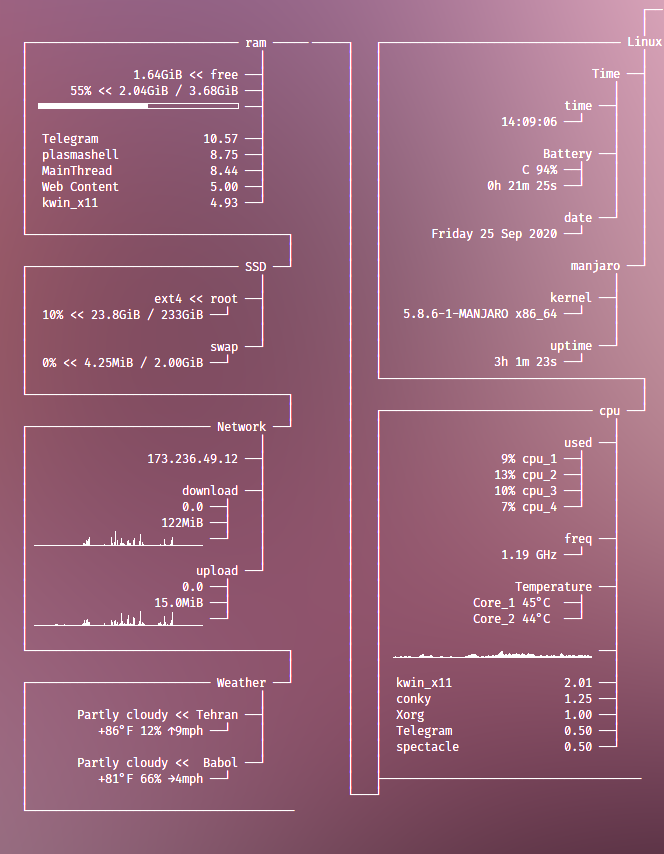 ram
1.64GiB << free
55% << 2.04GiB / 3.68GiB
Telegram 10.57
plasmashell 8.75
MainThread 8.44
Web Content 5.00
kwin_x11 4.93
SSD
ext4 << root
10% << 23.8GiB / 233GiB
swap
0% << 4.25MiB / 2.00GiB
Network
173.236.49.12
download
0.0
122MiB
upload
0.0
15.0MiB
Weather
Partly cloudy << Tehran
+86°F 12% ↑9mph
Partly cloudy << Babol
+81°F 66% →4mph
Linux
Time
time
14:09:06
Battery
C 94%
0h 21m 25s
date
Friday 25 Sep 2020
manjaro
kernel
5.8.6-1-MANJARO x86_64
uptime
3h 1m 23s
cpu
used
9% cpu_1
13% cpu_2
10% cpu_3
7% cpu_4
freq
1.19 GHz
Temperature
Core_1 45°C
Core_2 44°C
kwin_x11 2.01
conky 1.25
Xorg 1.00
Telegram 0.50
spectacle 0.50